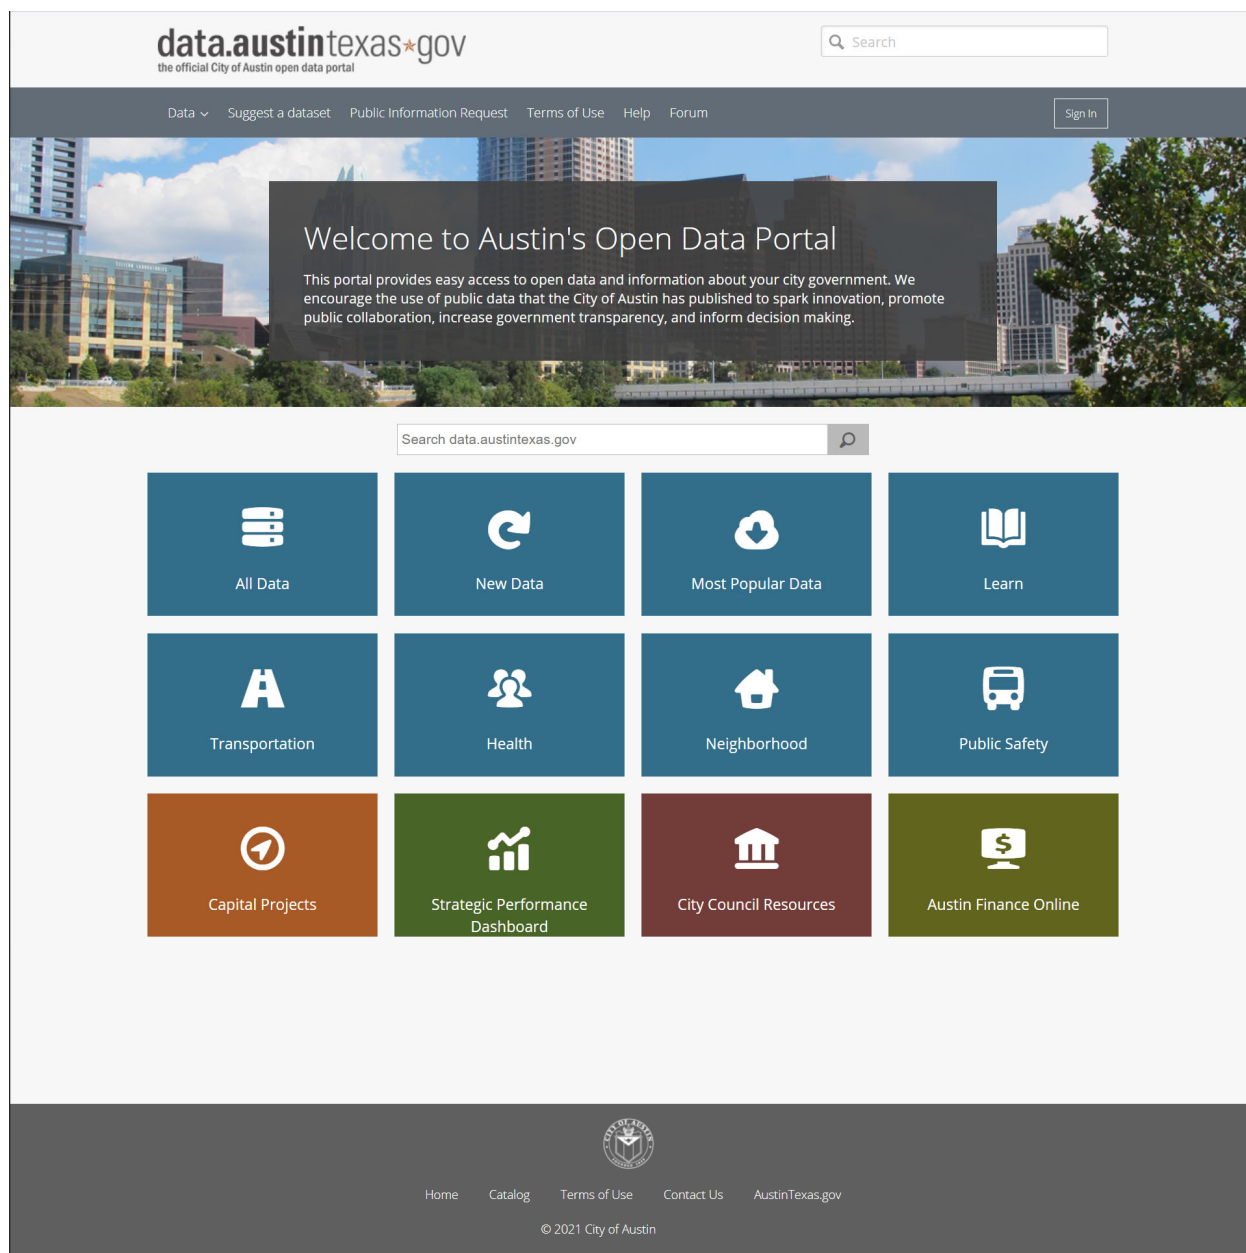 data.austintexas*gov
the official City of Austin open data portal
Search
Data Suggest a dataset Public Information Request Terms of Use Help Forum Sign In
Welcome to Austin's Open Data Portal
This portal provides easy access to open data and information about your city government. We
encourage the use of public data that the City of Austin has published to spark innovation, promote
public collaboration, increase government transparency, and inform decision making.
Search data.austintexas.gov
All Data New Data Most Popular Data Learn
Transportation Health Neighborhood Public Safety
$
Capital Projects Strategic Performance City Council Resources Austin Finance Online
Dashboard
CITY OF AUSTIN
Home Catalog Terms of Use Contact Us AustinTexas.gov
© 2021 City of Austin